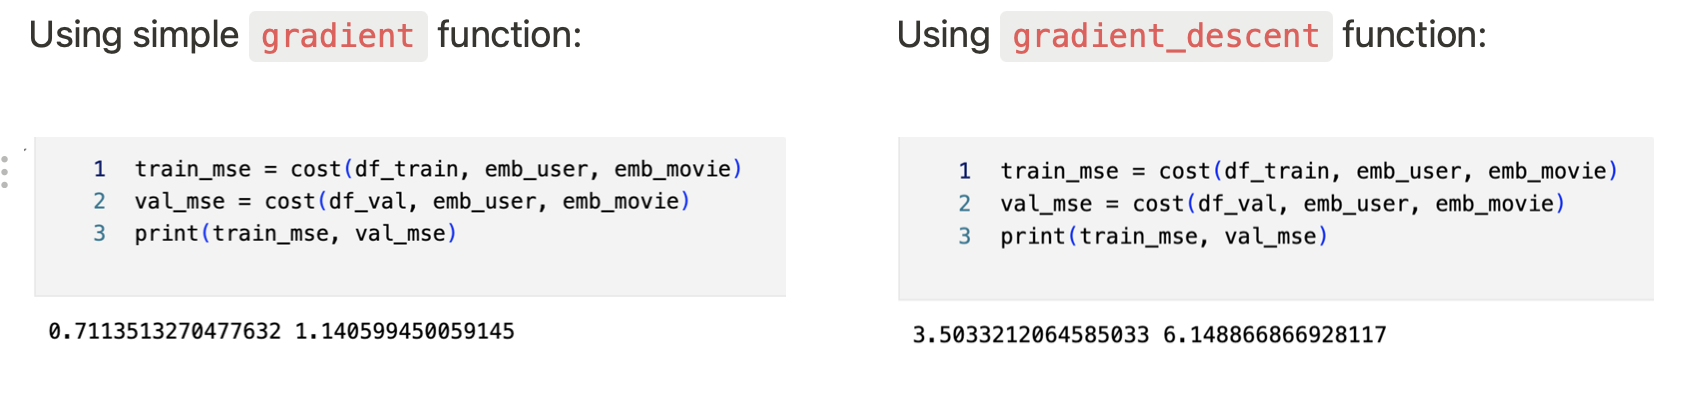 Using simple gradient function:
1 train_mse = cost(df_train, emb_user, emb_movie)
2 val_mse = cost(df_val, emb_user, emb_movie)
3 print(train_mse, val_mse)
0.7113513270477632 1.140599450059145
Using gradient_descent function:
1 train_mse = cost(df_train, emb_user, emb_movie)
2 val_mse = cost(df_val, emb_user, emb_movie)
3 print(train_mse, val_mse)
3.5033212064585033 6.148866866928117